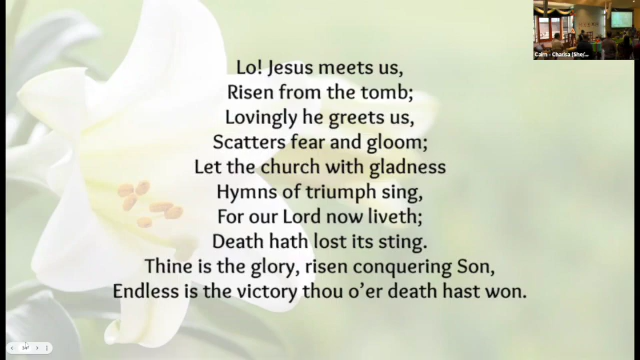 Lo! Jesus meets us,
Risen from the tomb;
Lovingly he greets us,
Scatters fear and gloom;
Let the church with gladness
Hymns of triumph sing,
For our Lord now liveth;
Death hath lost its sting.
Thine is the glory, risen conquering Son,
Endless is the victory thou o’er death hast won.